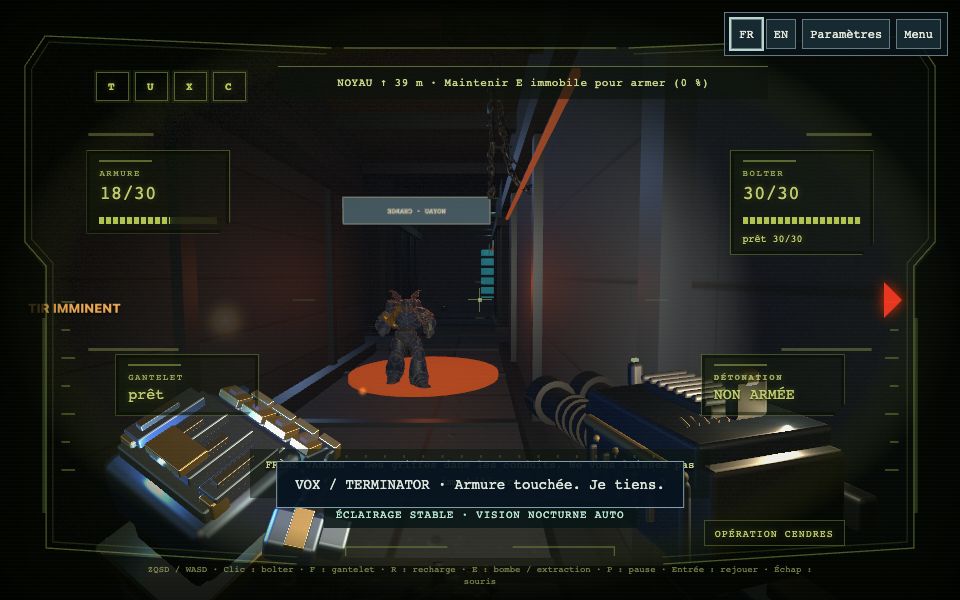 FR EN Paramètres Menu
T U X C
NOYAU ↑ 39 m · Maintenir E immobile pour armer (0 %)
ARMURE
18/30
BOLTER
30/30
prêt 30/30
NOYAU · CHARGE
TIR IMMINENT
GANTELET
prêt
DÉTONATION
NON ARMÉE
Des griffes dans les conduits. Ne vous laissez pas
VOX / TERMINATOR · Armure touchée. Je tiens.
ÉCLAIRAGE STABLE · VISION NOCTURNE AUTO
OPÉRATION CENDRES
ZQSD / WASD · Clic : bolter · F : gantelet · R : recharge · E : bombe / extraction · P : pause · Entrée : rejouer · Échap :
souris